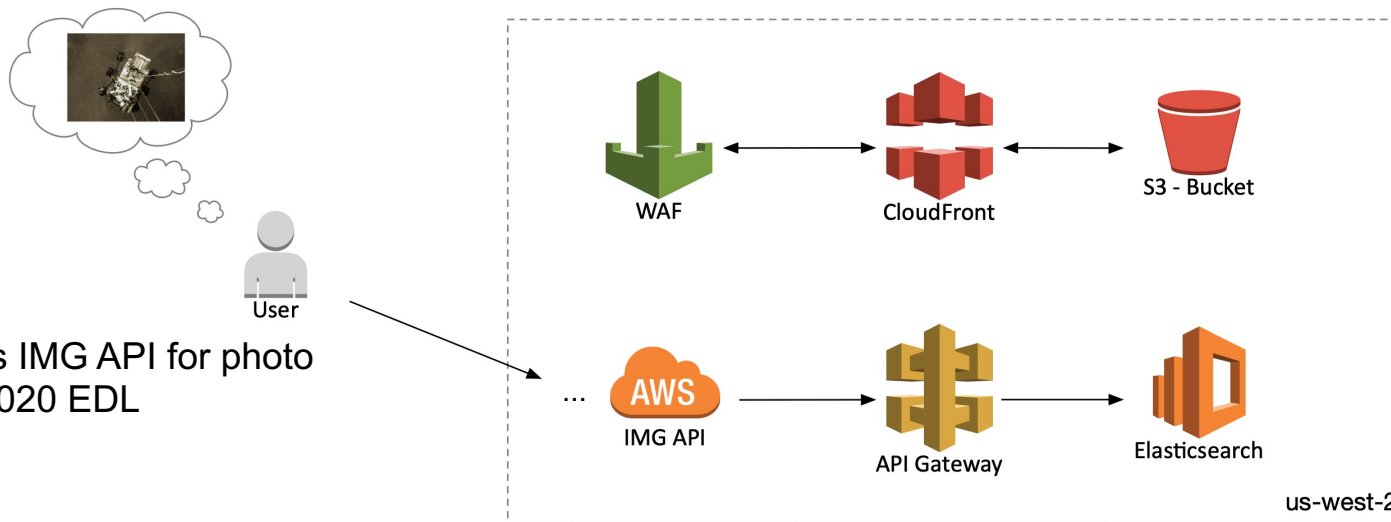 WAF
CloudFront
S3 - Bucket
User
s IMG API for photo
020 EDL
...
AWS
IMG API
API Gateway
Elasticsearch
us-west-2